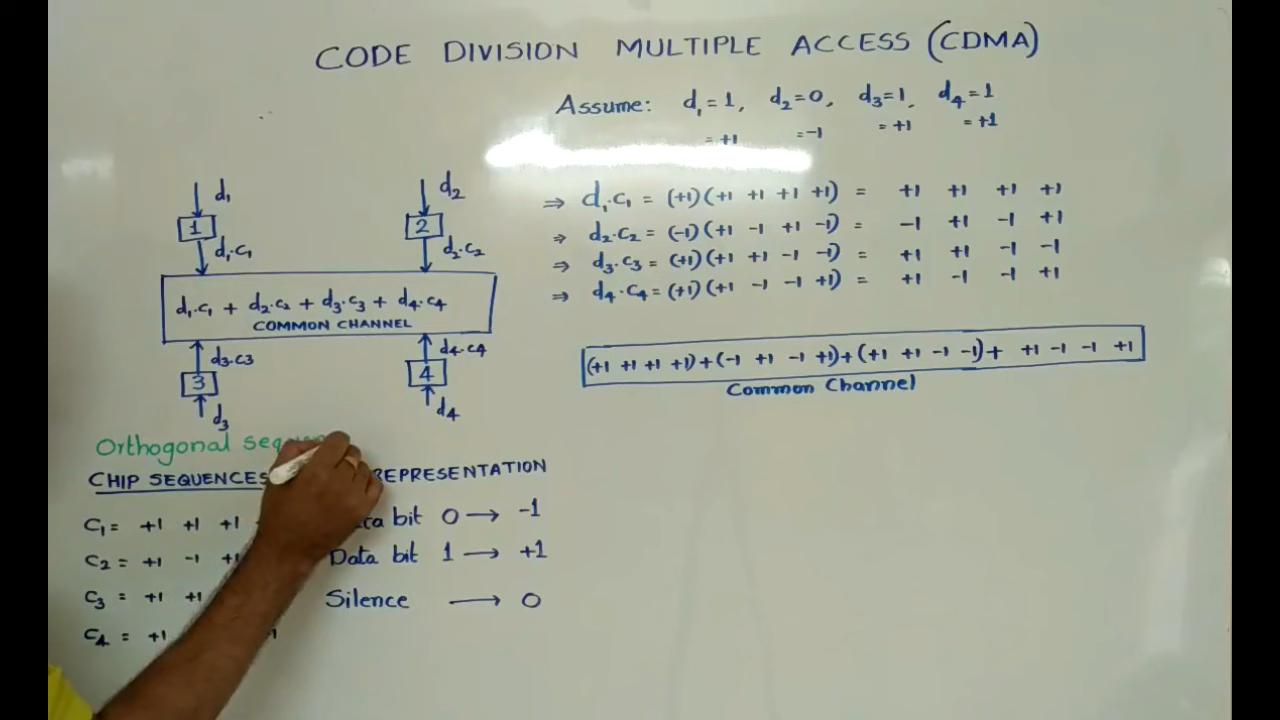 CODE DIVISION MULTIPLE ACCESS (CDMA)
Assume: d₁ = 1, d₂=0, d₃=1, d₄=1
= +1 = -1 = +1 = +1
d₁
d₂
1
2
d₁·c₁
d₂·c₂
d₁·c₁ + d₂·c₂ + d₃·c₃ + d₄·c₄
COMMON CHANNEL
d₃·c₃
d₄·c₄
3
4
d₃
d₄
⇒ d₁·c₁ = (+1)(+1 +1 +1 +1) = +1 +1 +1 +1
⇒ d₂·c₂ = (-1)(+1 -1 +1 -1) = -1 +1 -1 +1
⇒ d₃·c₃ = (+1)(+1 +1 -1 -1) = +1 +1 -1 -1
⇒ d₄·c₄ = (+1)(+1 -1 -1 +1) = +1 -1 -1 +1
(+1 +1 +1 +1)+(-1 +1 -1 +1)+(+1 +1 -1 -1)+ +1 -1 -1 +1
Common Channel
Orthogonal
CHIP SEQUENCES
C₁ = +1 +1 +1
C₂ = +1 -1 +1
C₃ = +1 +1
C₄ = +1
REPRESENTATION
bit 0 → -1
Data bit 1 → +1
Silence → 0